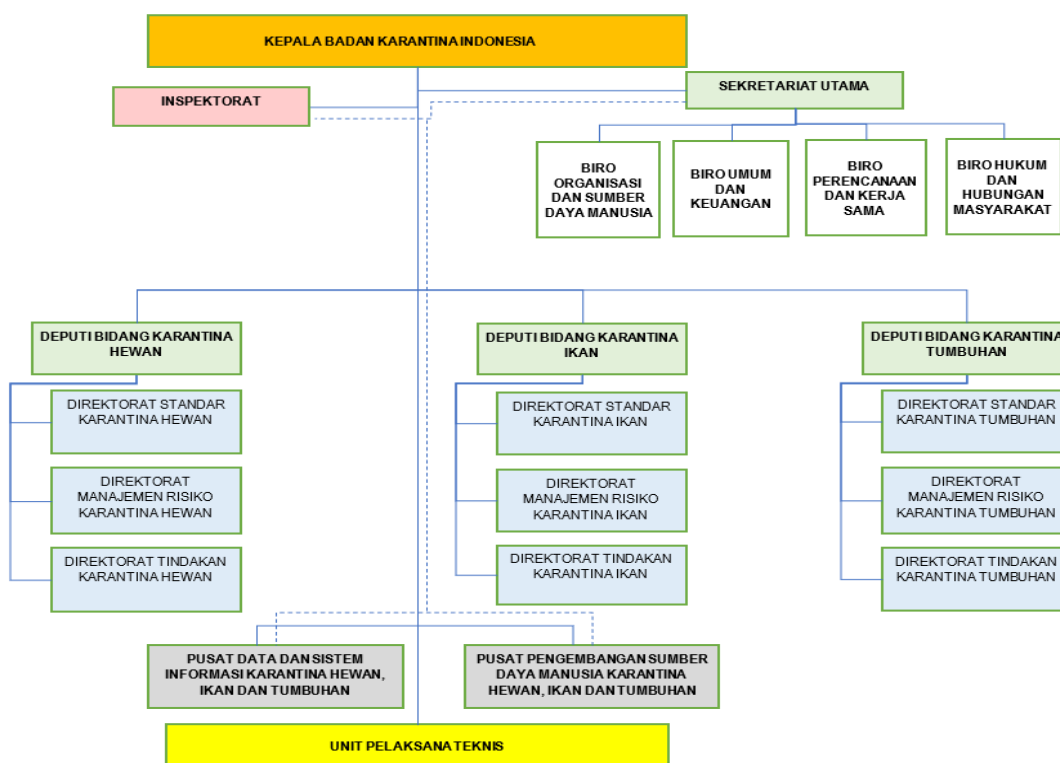 KEPALA BADAN KARANTINA INDONESIA
INSPEKTORAT
SEKRETARIAT UTAMA
BIRO
ORGANISASI
DAN SUMBER
DAYA MANUSIA
BIRO UMUM
DAN
KEUANGAN
BIRO
PERENCANAAN
DAN KERJA
SAMA
BIRO HUKUM
DAN
HUBUNGAN
MASYARAKAT
DEPUTI BIDANG KARANTINA
HEWAN
DIREKTORAT STANDAR
KARANTINA HEWAN
DIREKTORAT
MANAJEMEN RISIKO
KARANTINA HEWAN
DIREKTORAT TINDAKAN
KARANTINA HEWAN
DEPUTI BIDANG KARANTINA
IKAN
DIREKTORAT STANDAR
KARANTINA IKAN
DIREKTORAT
MANAJEMEN RISIKO
KARANTINA IKAN
DIREKTORAT TINDAKAN
KARANTINA IKAN
DEPUTI BIDANG KARANTINA
TUMBUHAN
DIREKTORAT STANDAR
KARANTINA TUMBUHAN
DIREKTORAT
MANAJEMEN RISIKO
KARANTINA TUMBUHAN
DIREKTORAT TINDAKAN
KARANTINA TUMBUHAN
PUSAT DATA DAN SISTEM
INFORMASI KARANTINA HEWAN,
IKAN DAN TUMBUHAN
PUSAT PENGEMBANGAN SUMBER
DAYA MANUSIA KARANTINA
HEWAN, IKAN DAN TUMBUHAN
UNIT PELAKSANA TEKNIS